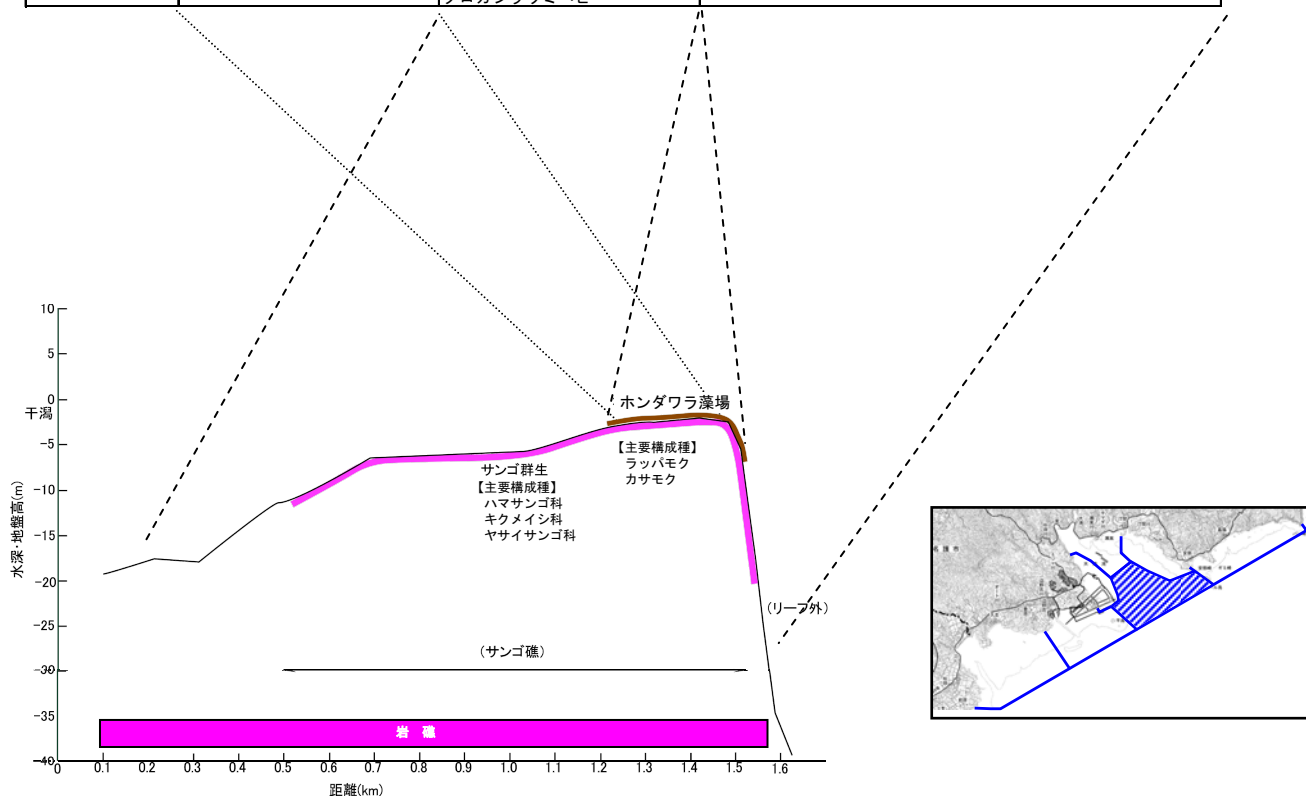 10
5
0
干潟
-5
-10
-15
-20
-25
-30
-35
-40
水深・地盤高(m)
ホンダワラ藻場
【主要構成種】
ラッパモク
カサモク
サンゴ群生
【主要構成種】
ハマサンゴ科
キクメイシ科
ヤサイサンゴ科
(リーフ外)
(サンゴ礁)
岩 礁
0 0.1 0.2 0.3 0.4 0.5 0.6 0.7 0.8 0.9 1.0 1.1 1.2 1.3 1.4 1.5 1.6
距離(km)